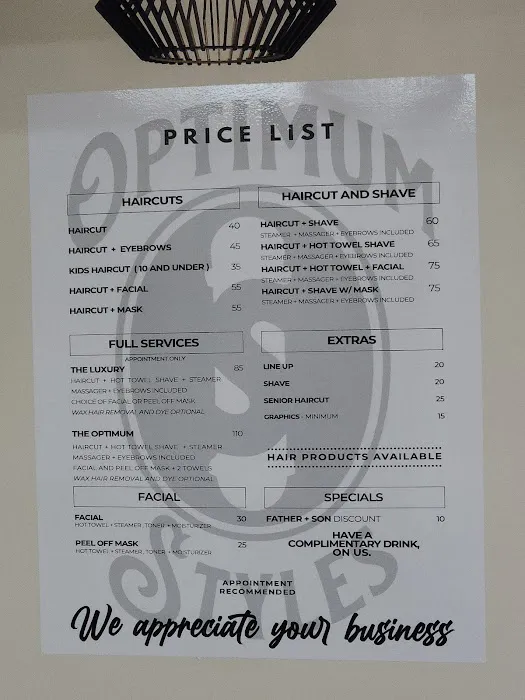 OPTIMUM
PRICE LiST
HAIRCUTS
HAIRCUT 40
HAIRCUT + EYEBROWS 45
KIDS HAIRCUT (10 AND UNDER) 35
HAIRCUT + FACIAL 55
HAIRCUT + MASK 55
HAIRCUT AND SHAVE
HAIRCUT + SHAVE 60
STEAMER + MASSAGER + EYEBROWS INCLUDED
HAIRCUT + HOT TOWEL SHAVE 65
STEAMER + MASSAGER + EYEBROWS INCLUDED
HAIRCUT + HOT TOWEL + FACIAL 75
STEAMER + MASSAGER + EYEBROWS INCLUDED
HAIRCUT + SHAVE W/ MASK 75
STEAMER + MASSAGER + EYEBROWS INCLUDED
FULL SERVICES
APPOINTMENT ONLY
THE LUXURY 85
HAIRCUT + HOT TOWEL SHAVE + STEAMER
MASSAGER + EYEBROWS INCLUDED
CHOICE OF FACIAL OR PEEL OFF MASK
WAX HAIR REMOVAL AND DYE OPTIONAL
THE OPTIMUM 110
HAIRCUT + HOT TOWEL SHAVE + STEAMER
MASSAGER + EYEBROWS INCLUDED
FACIAL AND PEEL OFF MASK + 2 TOWELS
WAX HAIR REMOVAL AND DYE OPTIONAL
EXTRAS
LINE UP 20
SHAVE 20
SENIOR HAIRCUT 25
GRAPHICS - MINIMUM 15
HAIR PRODUCTS AVAILABLE
FACIAL
FACIAL 30
HOT TOWEL + STEAMER, TONER + MOISTURIZER
PEEL OFF MASK 25
HOT TOWEL + STEAMER, TONER + MOISTURIZER
SPECIALS
FATHER + SON DISCOUNT 10
HAVE A
COMPLIMENTARY DRINK,
ON US.
STYLES
APPOINTMENT
RECOMMENDED
We appreciate your business